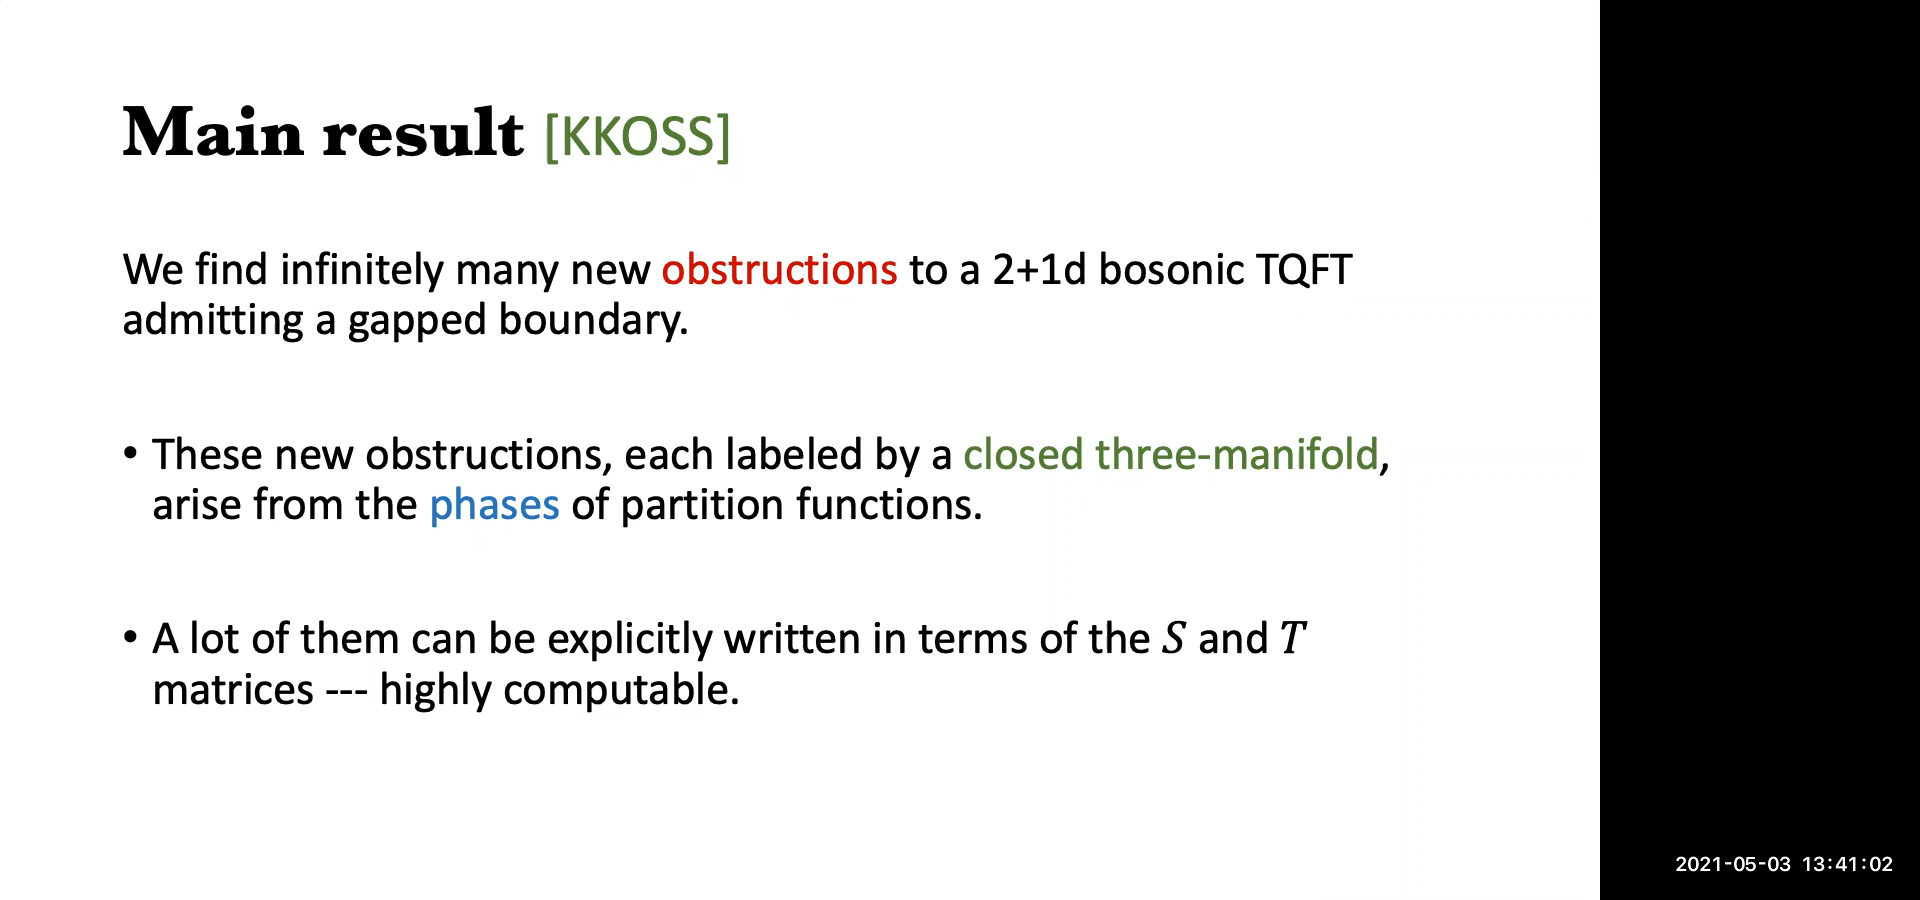 Main result [KKOSS]
We find infinitely many new obstructions to a 2+1d bosonic TQFT
admitting a gapped boundary.
• These new obstructions, each labeled by a closed three-manifold,
arise from the phases of partition functions.
• A lot of them can be explicitly written in terms of the S and T
matrices --- highly computable.
2021-05-03 13:41:02